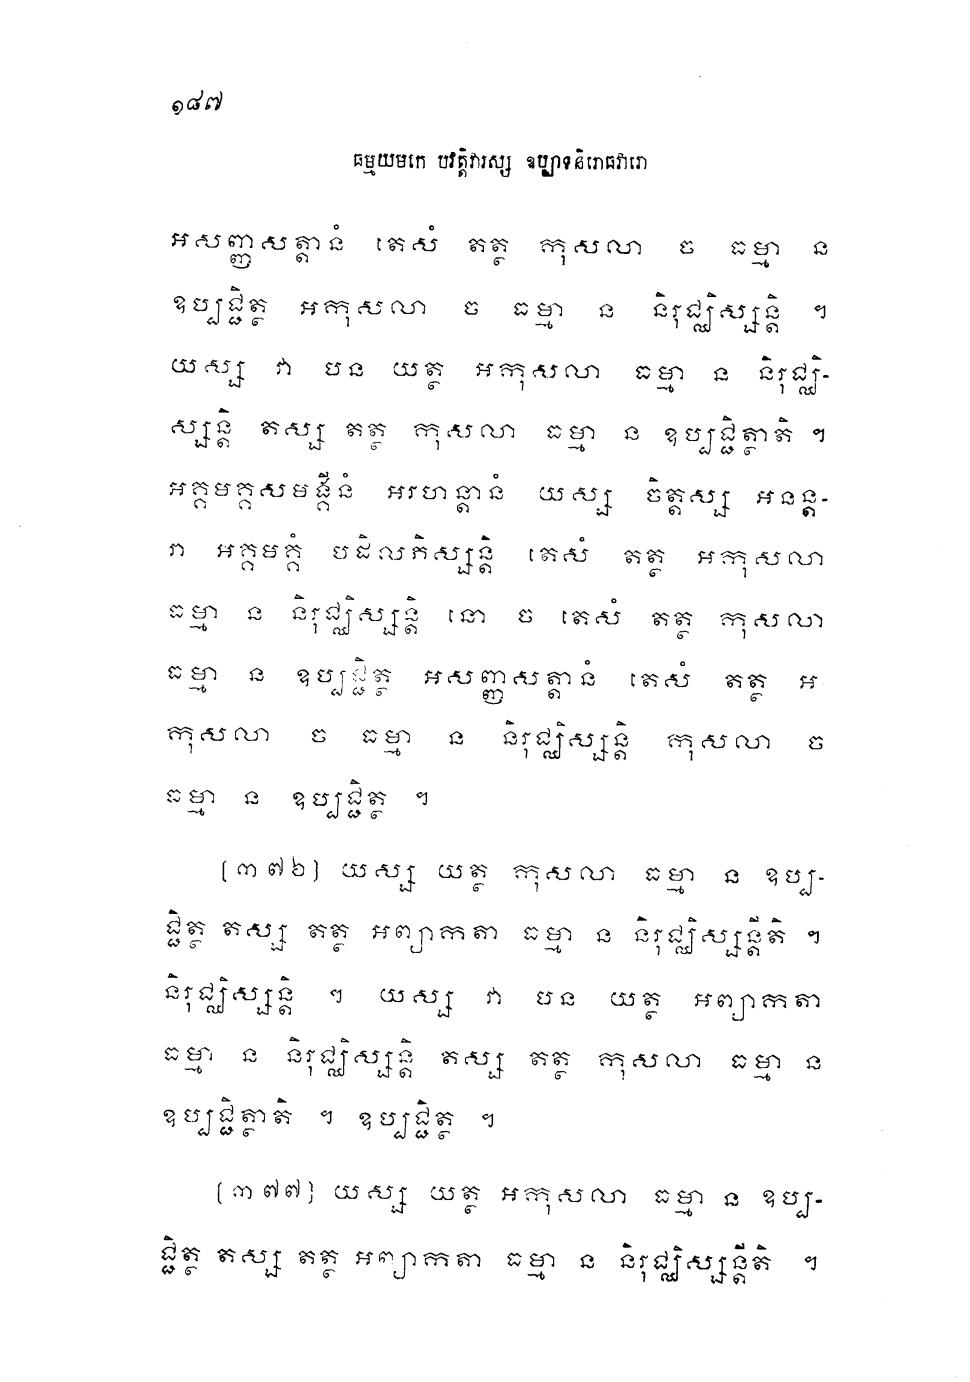 ១៨៧
ធម្មយមកេ បវត្តិវារស្ស ឧប្បាទនិរោធវារោ
អសញ្ញសត្តានំ តេសំ តត្ថ កុសលា ច ធម្មា ន
ឧប្បជ្ជិត្ថ អកុសលា ច ធម្មា ន និរុជ្ឈិស្សន្តិ ។
យស្ស វា បន យត្ថ អកុសលា ធម្មា ន និរុជ្ឈិ-
ស្សន្តិ តស្ស តត្ថ កុសលា ធម្មា ន ឧប្បជ្ជិត្ថាតិ ។
អគ្គមគ្គសមង្គីនំ អរហន្តានំ យស្ស ចិត្តស្ស អនន្ត-
រា អគ្គមគ្គំ បដិលភិស្សន្តិ តេសំ តត្ថ អកុសលា
ធម្មា ន និរុជ្ឈិស្សន្តិ នោ ច តេសំ តត្ថ កុសលា
ធម្មា ន ឧប្បជ្ជិត្ថ អសញ្ញសត្តានំ តេសំ តត្ថ អ
កុសលា ច ធម្មា ន និរុជ្ឈិស្សន្តិ កុសលា ច
ធម្មា ន ឧប្បជ្ជិត្ថ ។
(៣៧៦) យស្ស យត្ថ កុសលា ធម្មា ន ឧប្ប-
ជ្ជិត្ថ តស្ស តត្ថ អព្យាកតា ធម្មា ន និរុជ្ឈិស្សន្តីតិ ។
និរុជ្ឈិស្សន្តិ ។ យស្ស វា បន យត្ថ អព្យាកតា
ធម្មា ន និរុជ្ឈិស្សន្តិ តស្ស តត្ថ កុសលា ធម្មា ន
ឧប្បជ្ជិត្ថាតិ ។ ឧប្បជ្ជិត្ថ ។
(៣៧៧) យស្ស យត្ថ អកុសលា ធម្មា ន ឧប្ប-
ជ្ជិត្ថ តស្ស តត្ថ អព្យាកតា ធម្មា ន និរុជ្ឈិស្សន្តីតិ ។